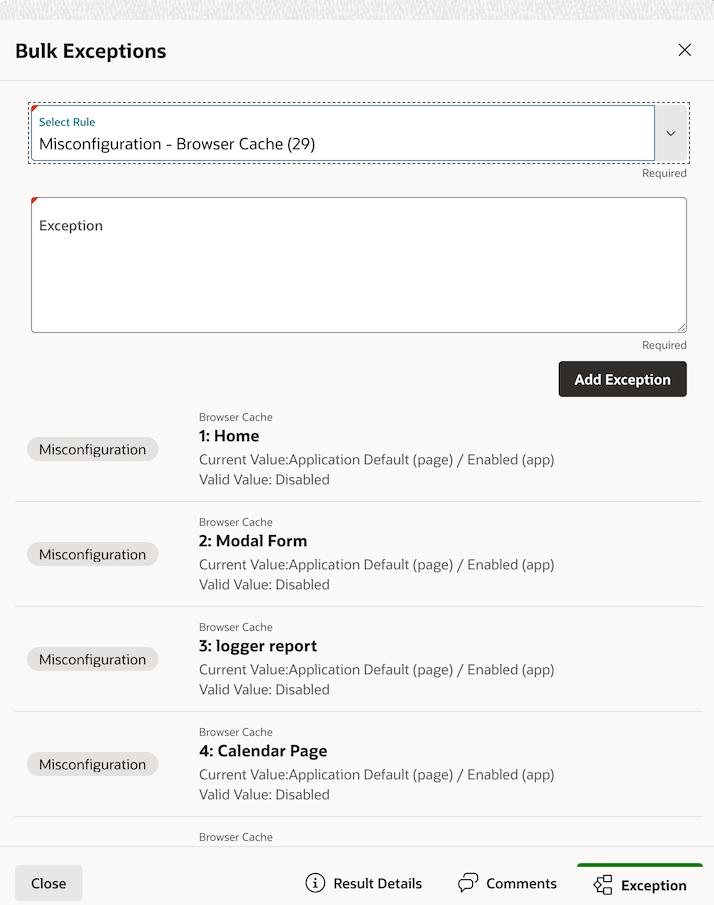 Bulk Exceptions
Select Rule
Misconfiguration - Browser Cache (29)
Required
Exception
Required
Add Exception
Browser Cache
Misconfiguration
1: Home
Current Value:Application Default (page) / Enabled (app)
Valid Value: Disabled
Browser Cache
Misconfiguration
2: Modal Form
Current Value:Application Default (page) / Enabled (app)
Valid Value: Disabled
Browser Cache
Misconfiguration
3: logger report
Current Value:Application Default (page) / Enabled (app)
Valid Value: Disabled
Browser Cache
Misconfiguration
4: Calendar Page
Current Value:Application Default (page) / Enabled (app)
Valid Value: Disabled
Browser Cache
Close
Result Details
Comments
Exception